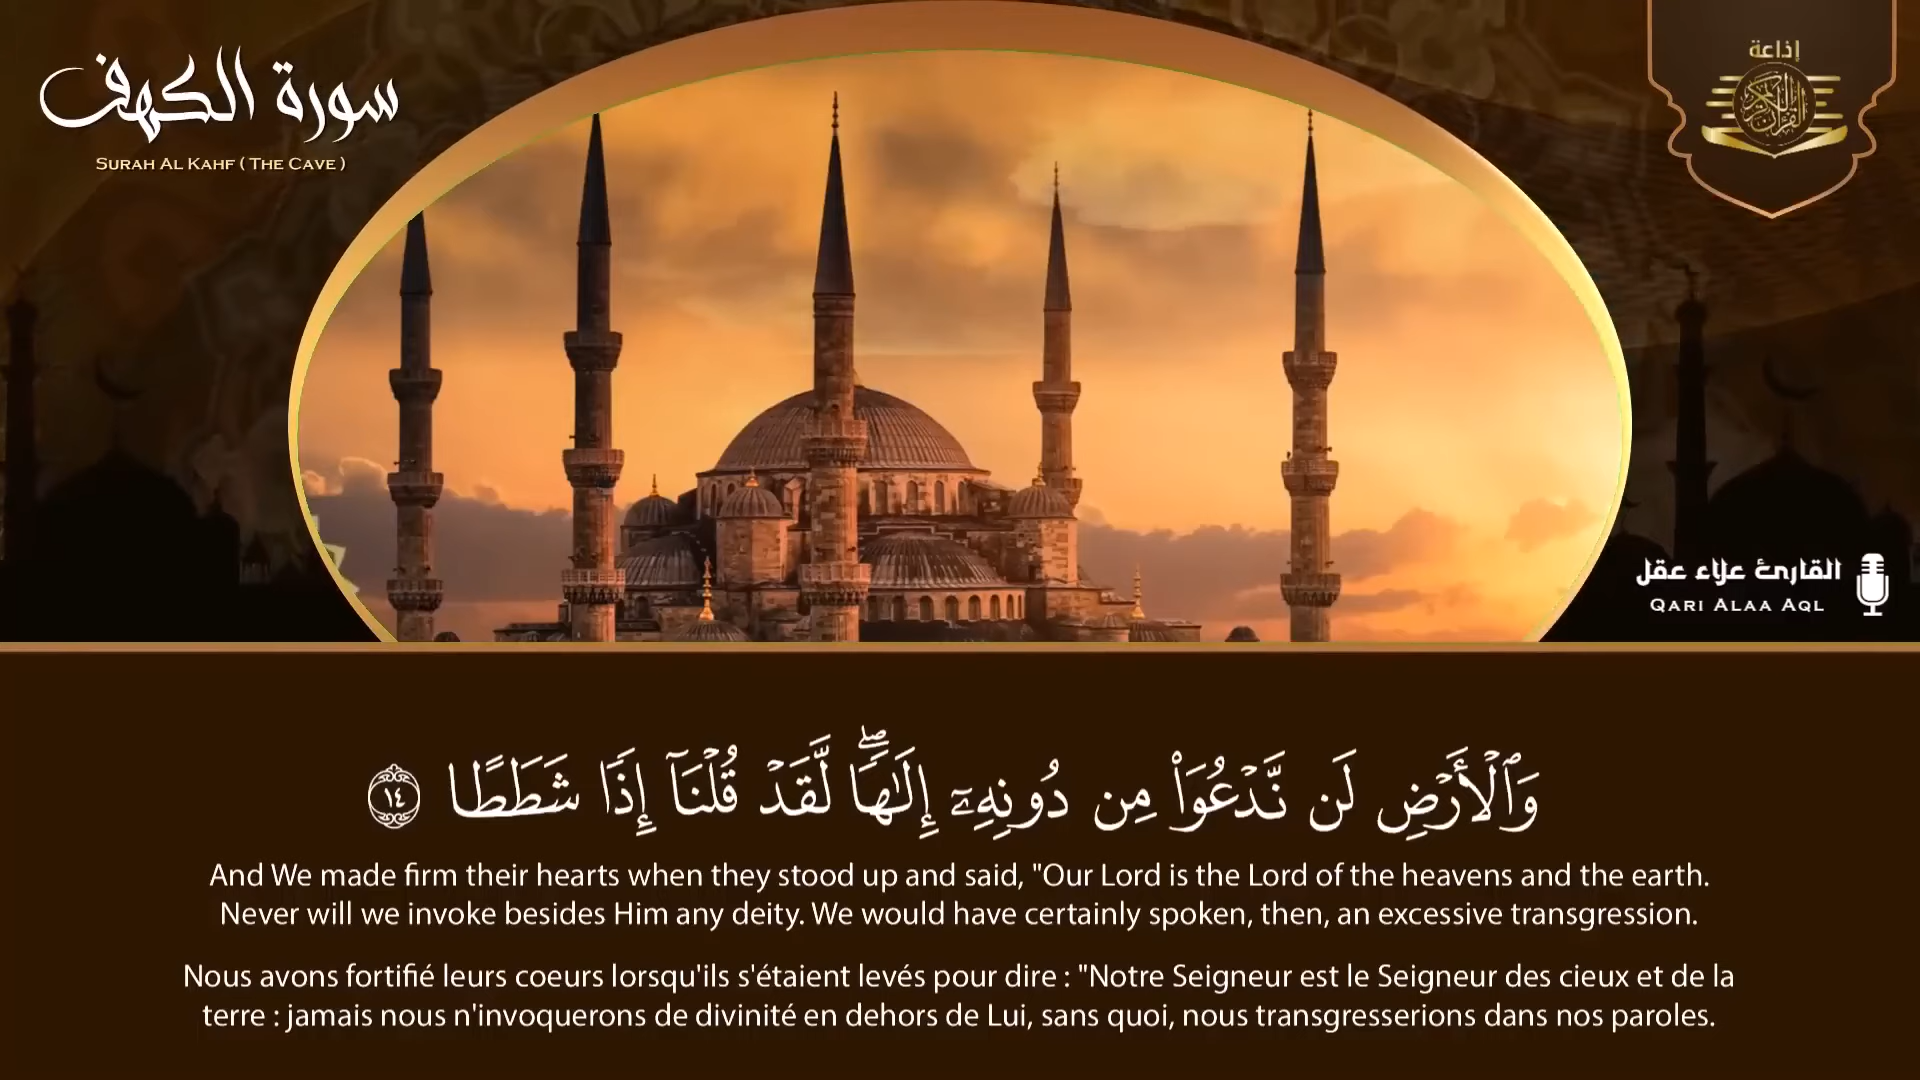 سورة الكهف
SURAH AL KAHF ( THE CAVE )
إذاعة
القرآن الكريم
القارئ علاء عقل
QARI ALAA AQL
وَٱلۡأَرۡضِ لَن نَّدۡعُوَاْ مِن دُونِهِۦٓ إِلَٰهٗاۖ لَّقَدۡ قُلۡنَآ إِذٗا شَطَطًا ١٤
And We made firm their hearts when they stood up and said, "Our Lord is the Lord of the heavens and the earth.
Never will we invoke besides Him any deity. We would have certainly spoken, then, an excessive transgression.
Nous avons fortifié leurs coeurs lorsqu'ils s'étaient levés pour dire : "Notre Seigneur est le Seigneur des cieux et de la
terre : jamais nous n'invoquerons de divinité en dehors de Lui, sans quoi, nous transgresserions dans nos paroles.